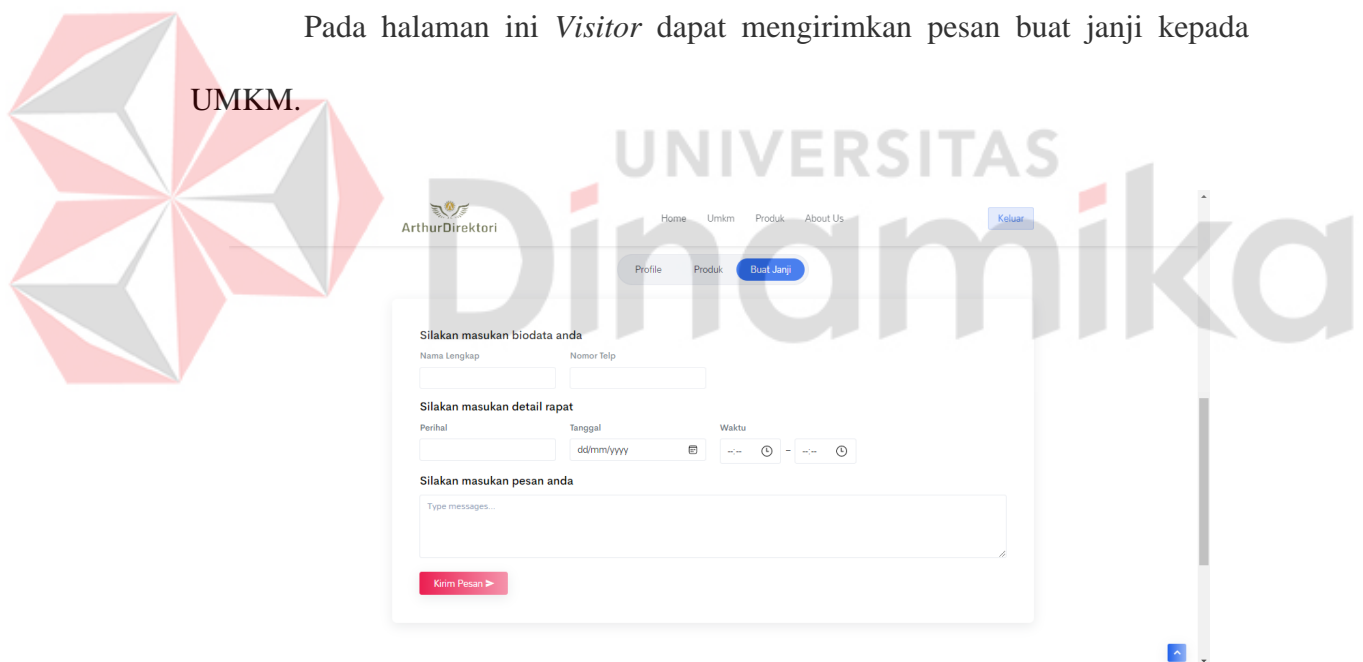 Pada halaman ini Visitor dapat mengirimkan pesan buat janji kepada
UMKM.
UNIVERSITAS
Dinamika
ArthurDirektori
Home Umkm Produk About Us Keluar
Profile Produk Buat Janji
Silakan masukan biodata anda
Nama Lengkap Nomor Telp
Silakan masukan detail rapat
Perihal Tanggal Waktu
dd/mm/yyyy --:-- - --:--
Silakan masukan pesan anda
Type messages...
Kirim Pesan